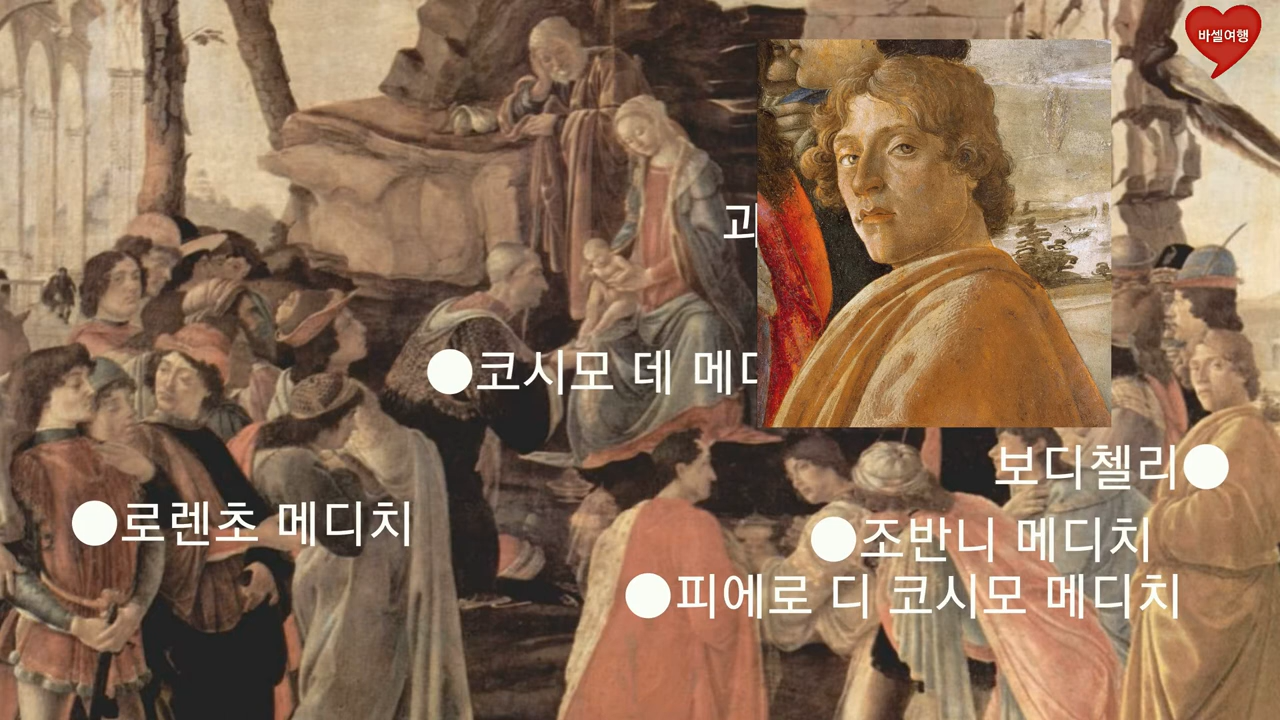 바셀여행
코시모 데 메
보디첼리
로렌초 메디치
조반니 메디치
피에로 디 코시모 메디치